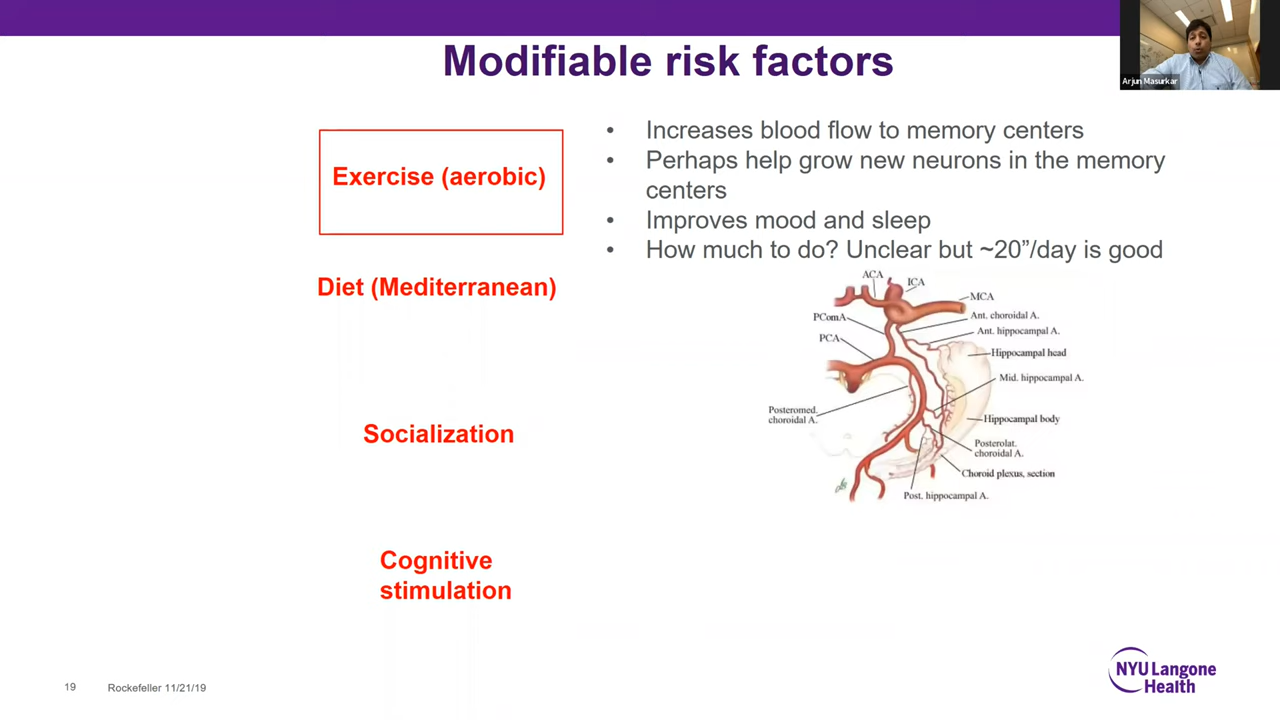 Modifiable risk factors
Arjun Masurkar
Exercise (aerobic)
• Increases blood flow to memory centers
• Perhaps help grow new neurons in the memory
centers
• Improves mood and sleep
• How much to do? Unclear but ~20”/day is good
Diet (Mediterranean)
Socialization
Cognitive
stimulation
ACA
ICA
MCA
PComA
Ant. choroidal A.
Ant. hippocampal A.
PCA
Hippocampal head
Mid. hippocampal A.
Posteromed.
choroidal A.
Hippocampal body
Posterolat.
choroidal A.
Choroid plexus, section
Post. hippocampal A.
19
Rockefeller 11/21/19
NYU Langone
Health